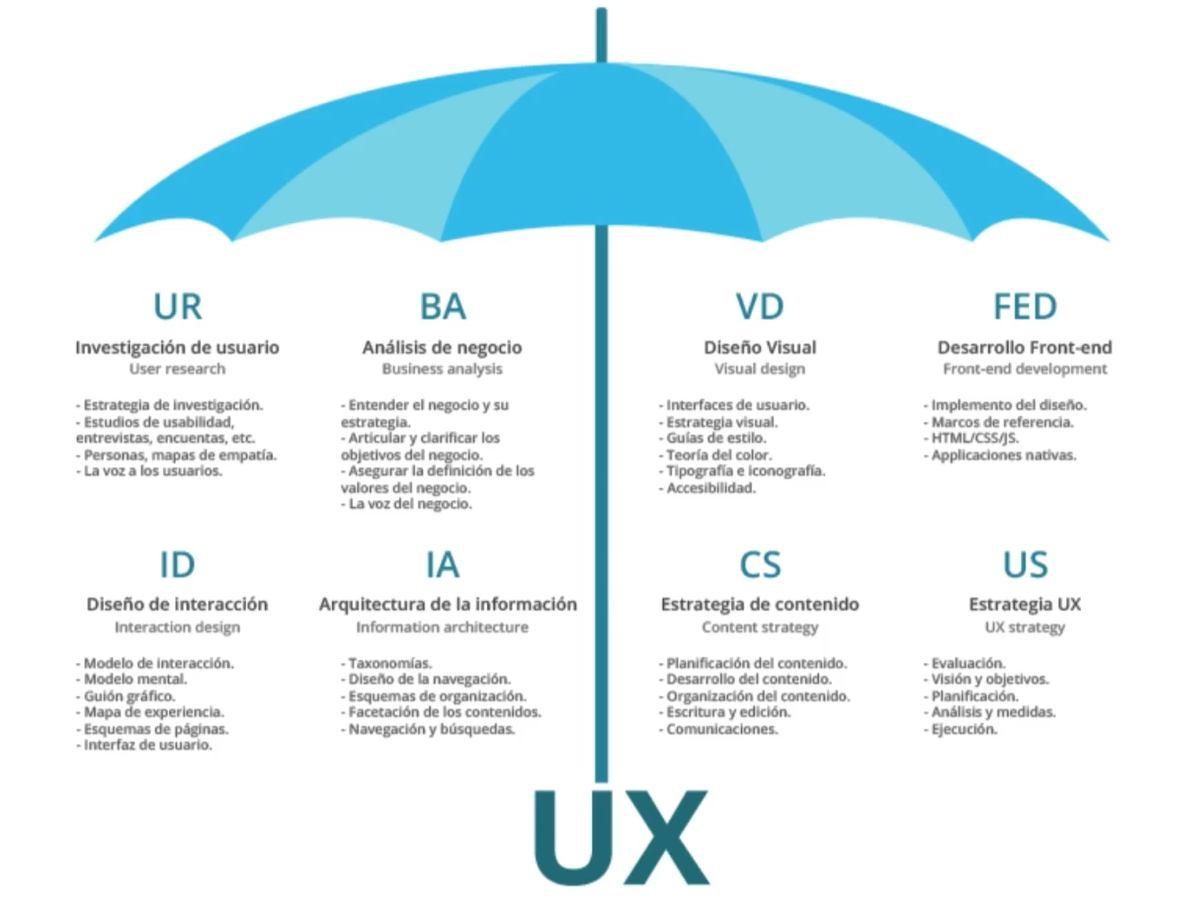 UR
Investigación de usuario
User research
- Estrategia de investigación.
- Estudios de usabilidad,
entrevistas, encuentas, etc.
- Personas, mapas de empatía.
- La voz a los usuarios.
BA
Análisis de negocio
Business analysis
- Entender el negocio y su
estrategia.
- Articular y clarificar los
objetivos del negocio.
- Asegurar la definición de los
valores del negocio.
- La voz del negocio.
VD
Diseño Visual
Visual design
- Interfaces de usuario.
- Estrategia visual.
- Guías de estilo.
- Teoría del color.
- Tipografía e iconografía.
- Accesibilidad.
FED
Desarrollo Front-end
Front-end development
- Implemento del diseño.
- Marcos de referencia.
- HTML/CSS/JS.
- Applicaciones nativas.
ID
Diseño de interacción
Interaction design
- Modelo de interacción.
- Modelo mental.
- Guión gráfico.
- Mapa de experiencia.
- Esquemas de páginas.
- Interfaz de usuario.
IA
Arquitectura de la información
Information architecture
- Taxonomías.
- Diseño de la navegación.
- Esquemas de organización.
- Facetación de los contenidos.
- Navegación y búsquedas.
CS
Estrategia de contenido
Content strategy
- Planificación del contenido.
- Desarrollo del contenido.
- Organización del contenido.
- Escritura y edición.
- Comunicaciones.
US
Estrategia UX
UX strategy
- Evaluación.
- Visión y objetivos.
- Planificación.
- Análisis y medidas.
- Ejecución.
UX